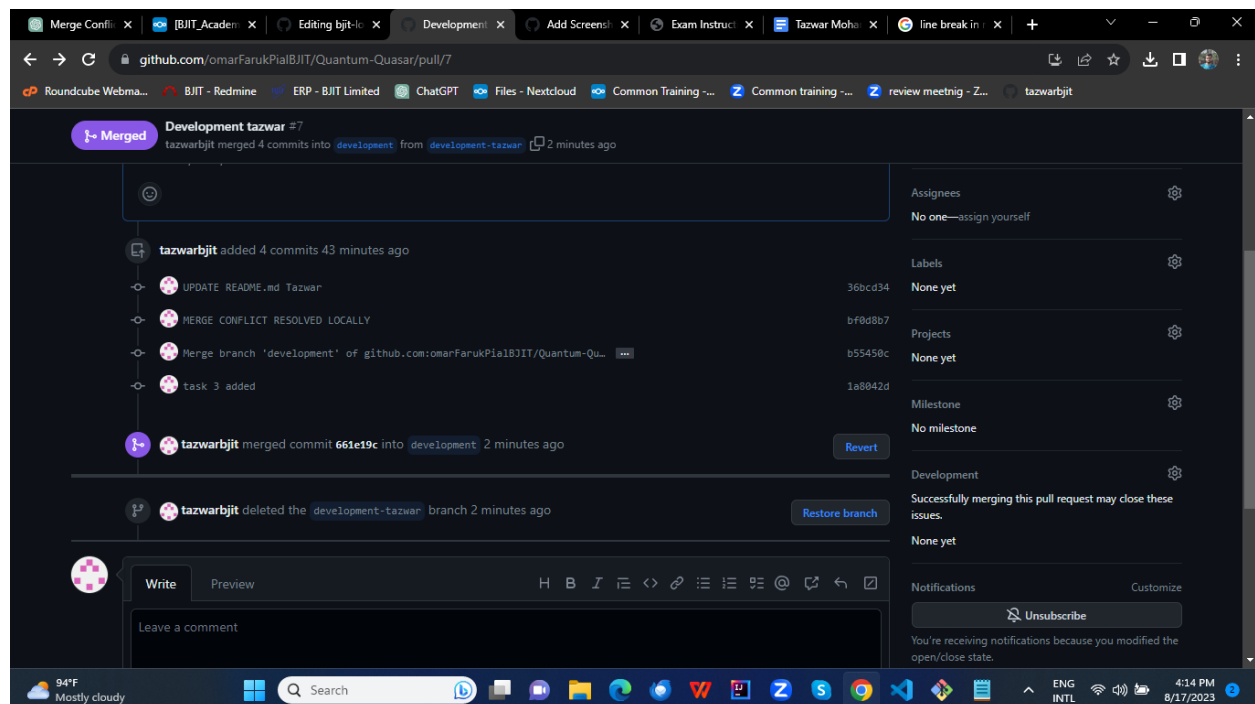 Merge Conflic
[BJIT_Academ
Editing bjit-lo
Development
Add Screensh
Exam Instruct
Tazwar Moha
line break in r
github.com/omarFarukPialBJIT/Quantum-Quasar/pull/7
Roundcube Webma...
BJIT - Redmine
ERP - BJIT Limited
ChatGPT
Files - Nextcloud
Common Training -...
Common training -...
review meetnig - Z...
tazwarbjit
Merged
Development tazwar #7
tazwarbjit merged 4 commits into development from development-tazwar 2 minutes ago
Assignees
No one—assign yourself
tazwarbjit added 4 commits 43 minutes ago
Labels
None yet
UPDATE README.md Tazwar 36bcd34
MERGE CONFLICT RESOLVED LOCALLY bf0d8b7
Projects
None yet
Merge branch 'development' of github.com:omarFarukPialBJIT/Quantum-Qu… ... b55450c
task 3 added 1a8042d
Milestone
No milestone
tazwarbjit merged commit 661e19c into development 2 minutes ago
Revert
Development
Successfully merging this pull request may close these
issues.
None yet
tazwarbjit deleted the development-tazwar branch 2 minutes ago
Restore branch
Write Preview
H B I
Leave a comment
Notifications Customize
Unsubscribe
You're receiving notifications because you modified the
open/close state.
94°F
Mostly cloudy
Search
ENG
INTL
4:14 PM
8/17/2023
2